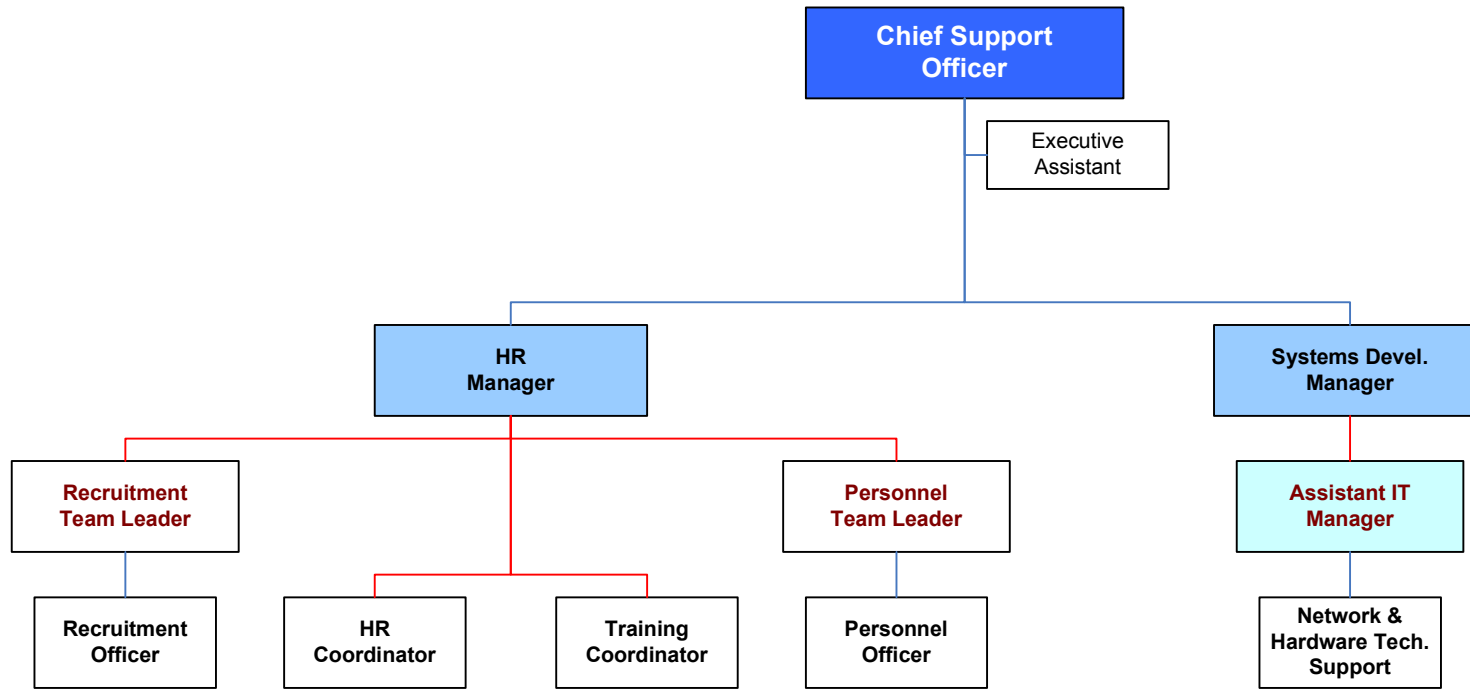 Chief Support
Officer
Executive
Assistant
HR
Manager
Systems Devel.
Manager
Recruitment
Team Leader
Personnel
Team Leader
Assistant IT
Manager
Recruitment
Officer
HR
Coordinator
Training
Coordinator
Personnel
Officer
Network &
Hardware Tech.
Support